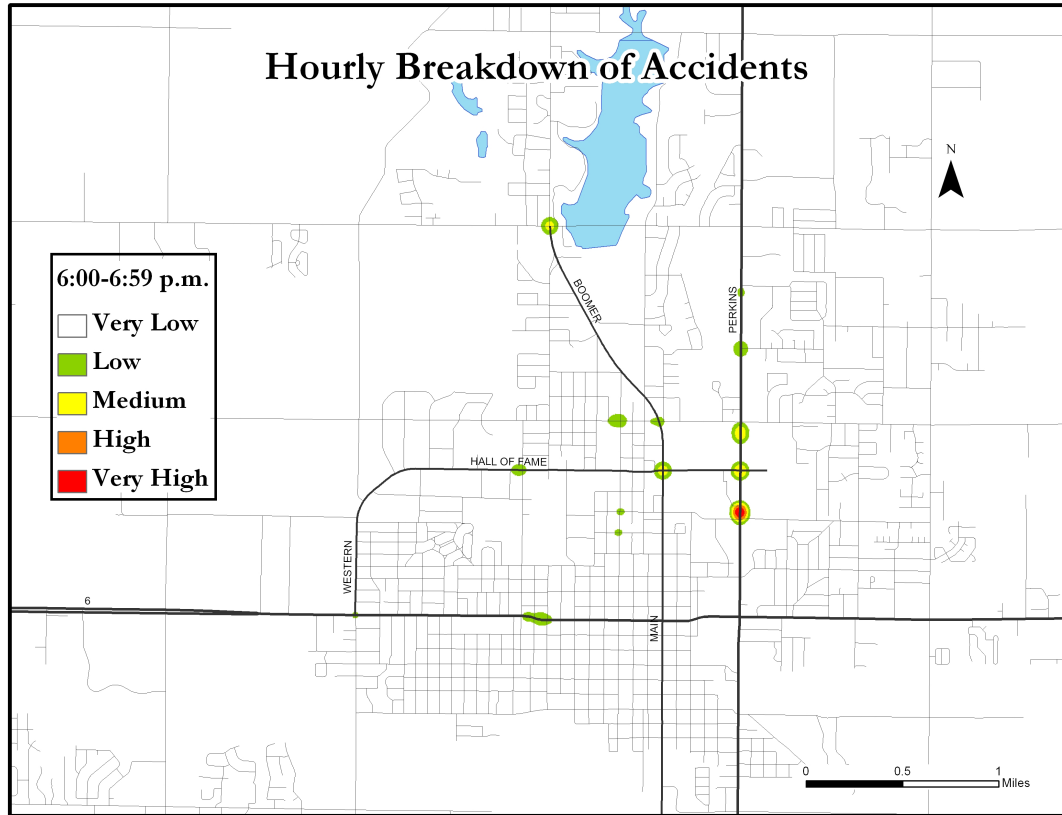 Hourly Breakdown of Accidents
N
6:00-6:59 p.m.
Very Low
Low
Medium
High
Very High
BOOMER
PERKINS
HALL OF FAME
WESTERN
6
MAIN
0 0.5 1
Miles